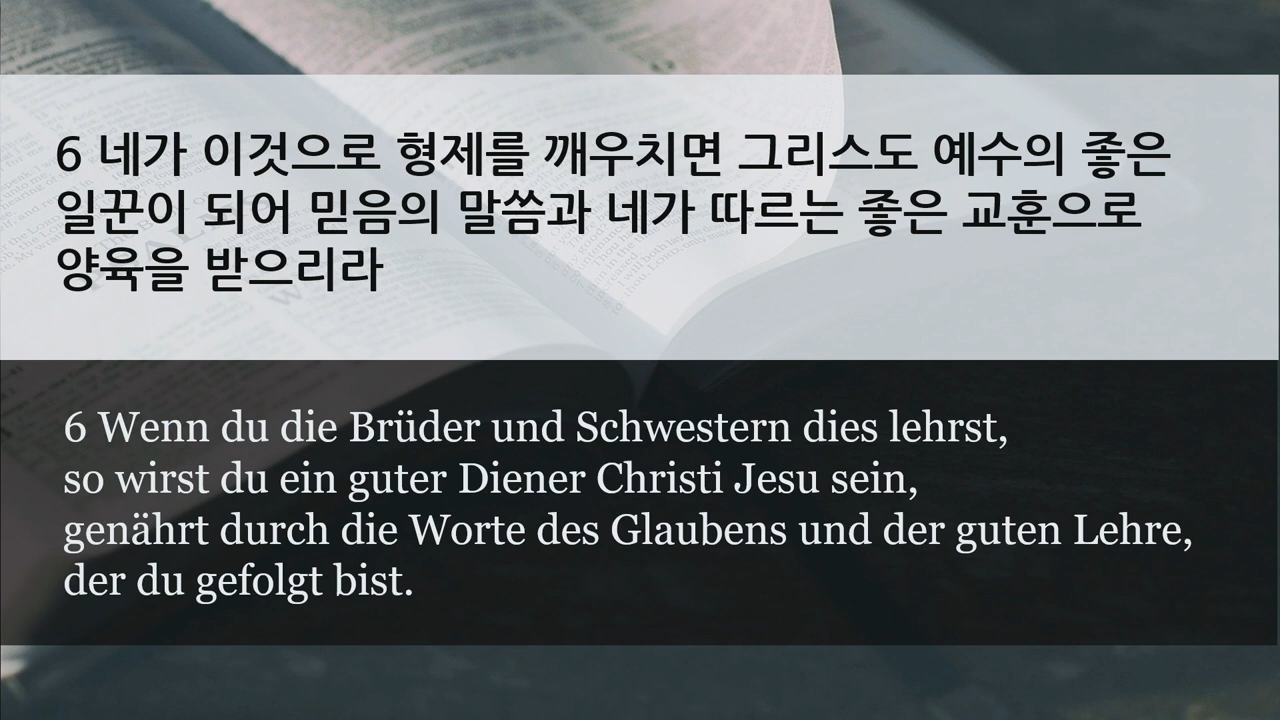 6 네가 이것으로 형제를 깨우치면 그리스도 예수의 좋은
일꾼이 되어 믿음의 말씀과 네가 따르는 좋은 교훈으로
양육을 받으리라
6 Wenn du die Brüder und Schwestern dies lehrst,
so wirst du ein guter Diener Christi Jesu sein,
genährt durch die Worte des Glaubens und der guten Lehre,
der du gefolgt bist.